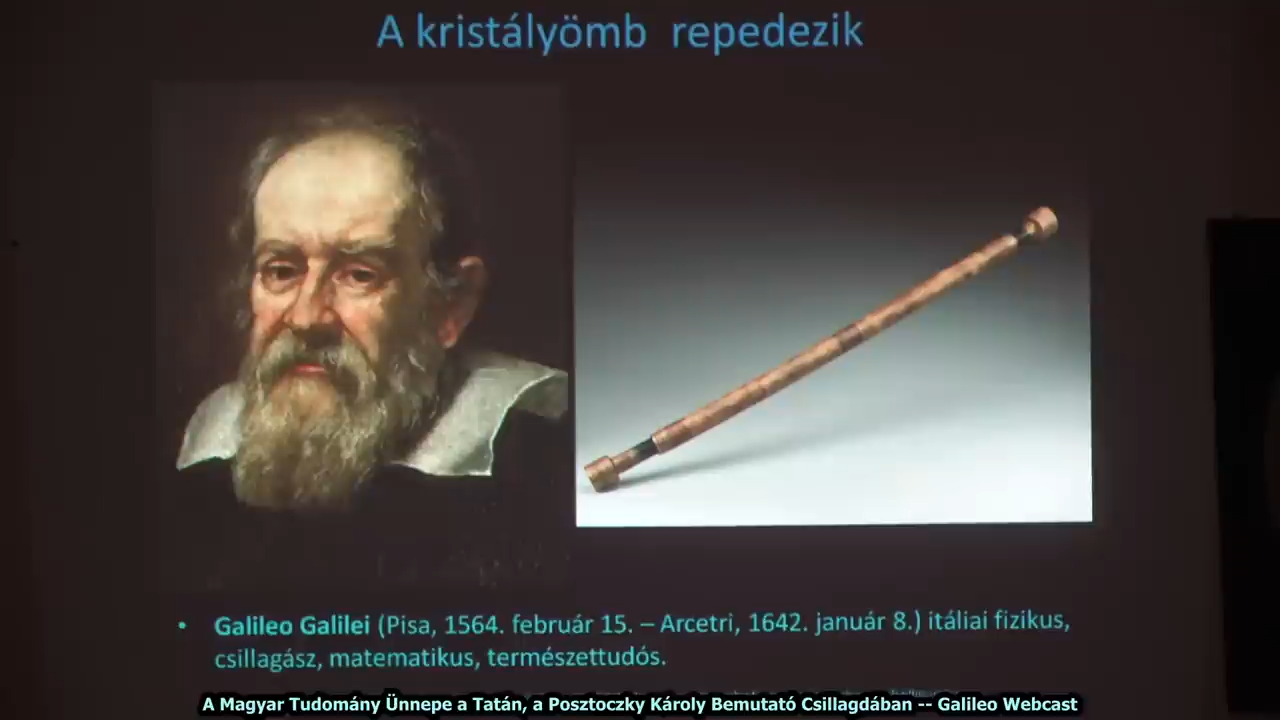 A kristályömb repedezik
• Galileo Galilei (Pisa, 1564. február 15. – Arcetri, 1642. január 8.) itáliai fizikus,
csillagász, matematikus, természettudós.
A Magyar Tudomány Ünnepe a Tatán, a Posztoczky Károly Bemutató Csillagdában -- Galileo Webcast